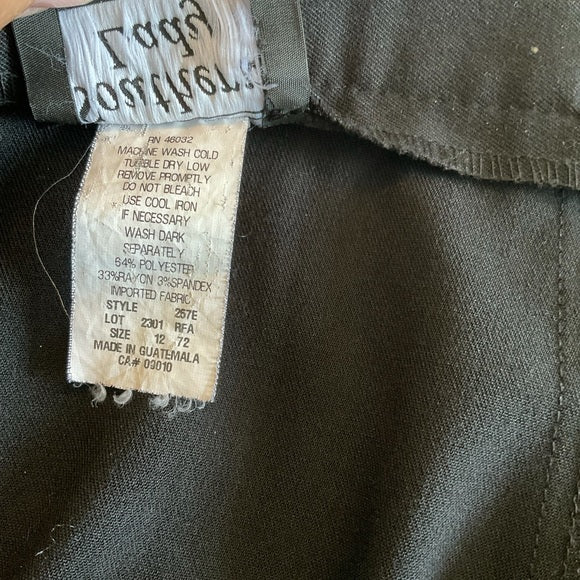 Southern
Lady
RN 46032
MACHINE WASH COLD
TUMBLE DRY LOW
REMOVE PROMPTLY
DO NOT BLEACH
USE COOL IRON
IF NECESSARY
WASH DARK
SEPARATELY
64% POLYESTER
33%RAYON 3%SPANDEX
IMPORTED FABRIC
STYLE 257E
LOT 2301 RFA
SIZE 12 72
MADE IN GUATEMALA
CA# 09010